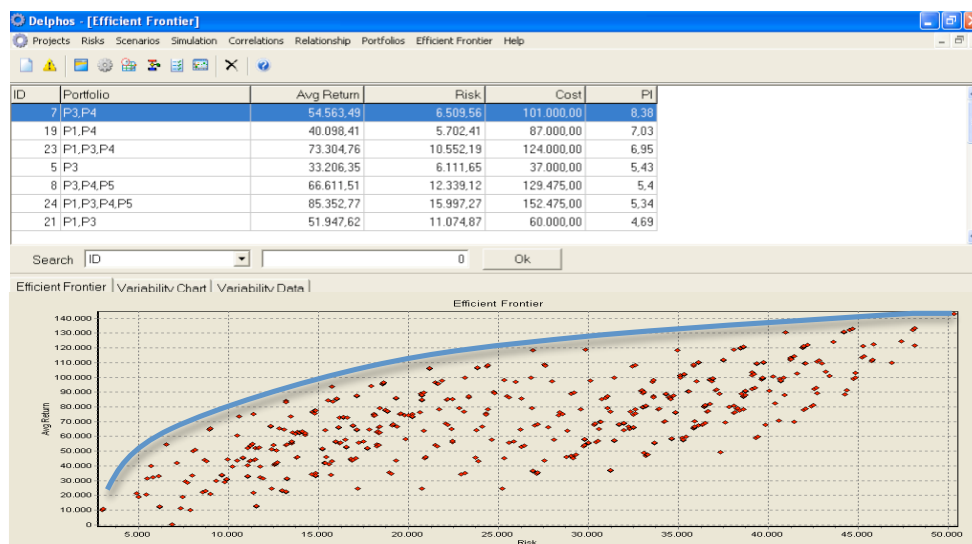 Delphos - [Efficient Frontier]
Projects Risks Scenarios Simulation Correlations Relationship Portfolios Efficient Frontier Help
ID Portfolio Avg Return Risk Cost PI
7 P3,P4 54.563,49 6.509,56 101.000,00 8,38
19 P1,P4 40.098,41 5.702,41 87.000,00 7,03
23 P1,P3,P4 73.304,76 10.552,19 124.000,00 6,95
5 P3 33.206,35 6.111,65 37.000,00 5,43
8 P3,P4,P5 66.611,51 12.339,12 129.475,00 5,4
24 P1,P3,P4,P5 85.352,77 15.997,27 152.475,00 5,34
21 P1,P3 51.947,62 11.074,87 60.000,00 4,69
Search ID 0 Ok
Efficient Frontier Variability Chart Variability Data
Efficient Frontier
140.000
130.000
120.000
110.000
100.000
90.000
80.000
70.000
60.000
50.000
40.000
30.000
20.000
10.000
0
Avg Return
5.000 10.000 15.000 20.000 25.000 30.000 35.000 40.000 45.000 50.000
Risk